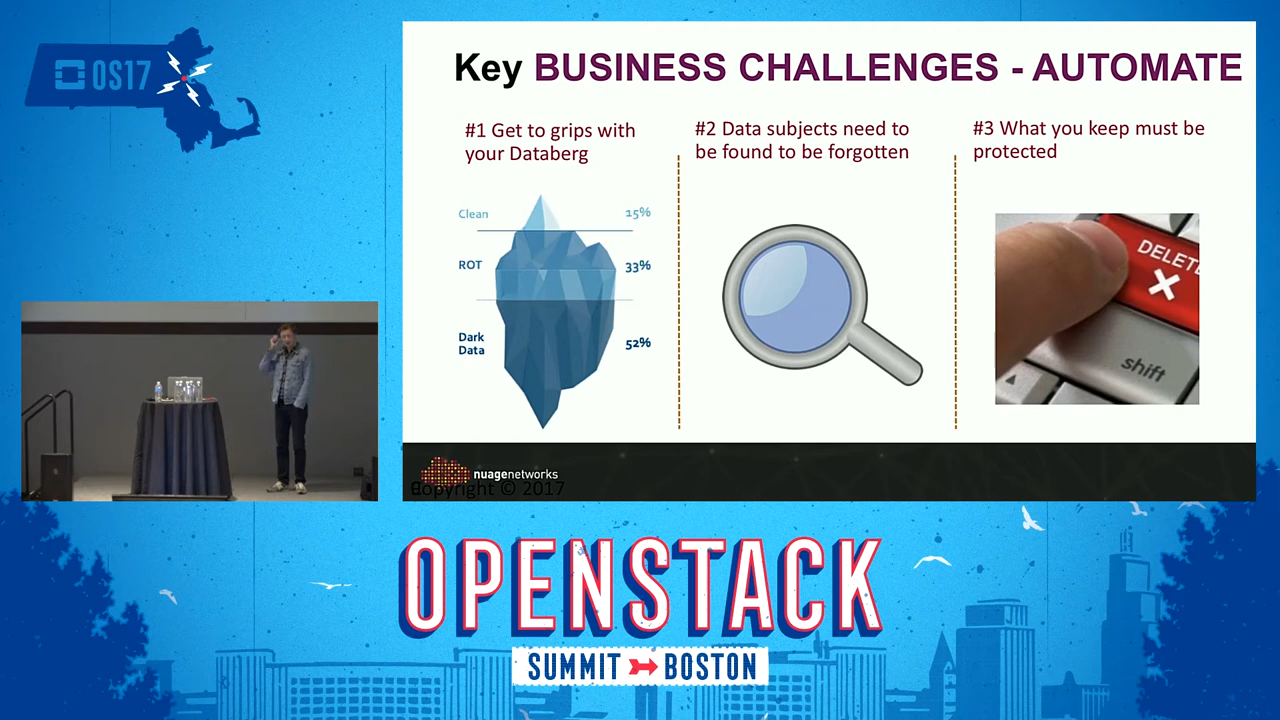 OS17
Key BUSINESS CHALLENGES - AUTOMATE
#1 Get to grips with
your Databerg
#2 Data subjects need to
be found to be forgotten
#3 What you keep must be
protected
Clean 15%
ROT 33%
Dark
Data 52%
DELETE
shift
nuagenetworks
Copyright © 2017
OPENSTACK
SUMMIT BOSTON